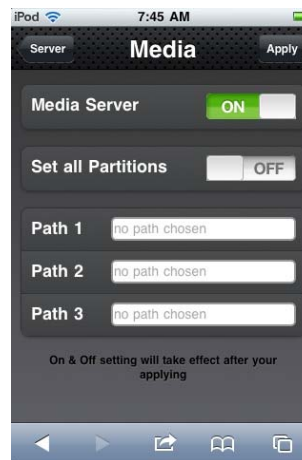 iPod 7:45 AM
Server Media Apply
Media Server ON
Set all Partitions OFF
Path 1 no path chosen
Path 2 no path chosen
Path 3 no path chosen
On & Off setting will take effect after your
applying